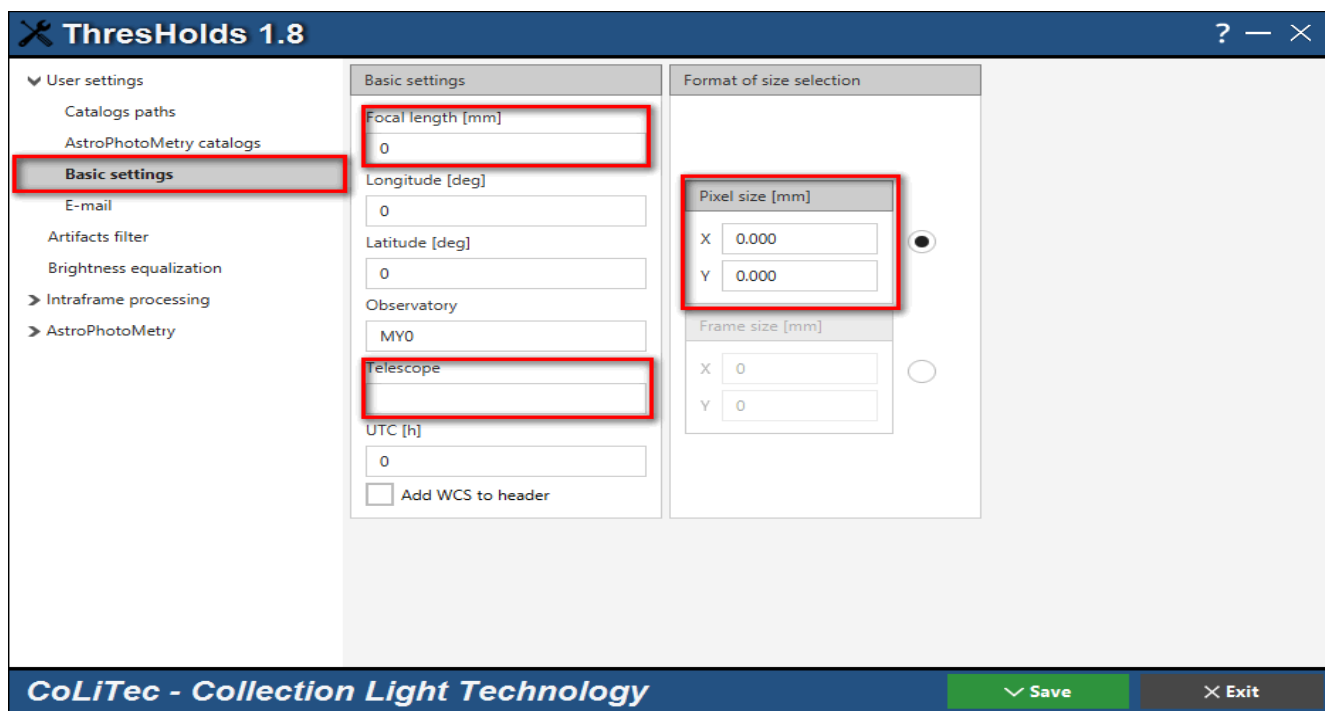 ThresHolds 1.8
? — ×
User settings
Catalogs paths
AstroPhotoMetry catalogs
Basic settings
E-mail
Artifacts filter
Brightness equalization
Intraframe processing
AstroPhotoMetry
Basic settings
Focal length [mm]
0
Longitude [deg]
0
Latitude [deg]
0
Observatory
MY0
Telescope
UTC [h]
0
Add WCS to header
Format of size selection
Pixel size [mm]
X 0.000
Y 0.000
Frame size [mm]
X 0
Y 0
CoLiTec - Collection Light Technology
Save
Exit